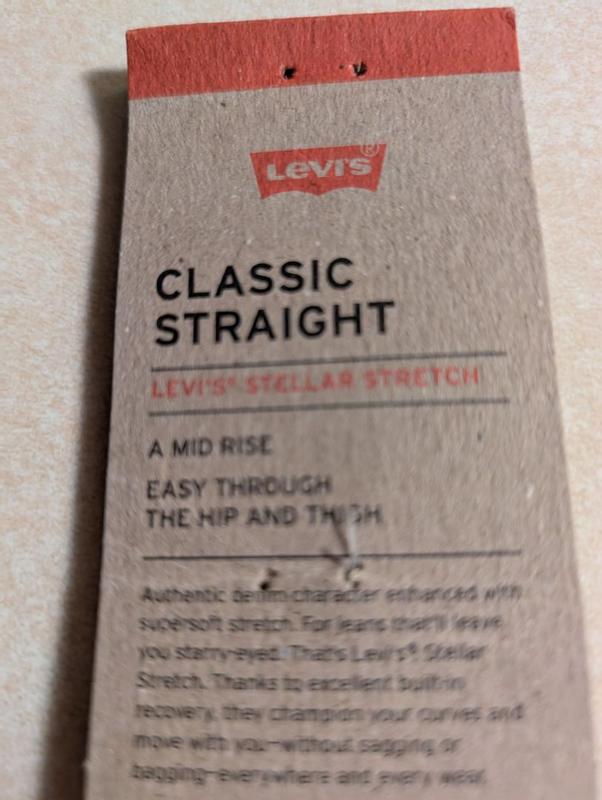 Levi's®
CLASSIC
STRAIGHT
LEVI'S® STELLAR STRETCH
A MID RISE
EASY THROUGH
THE HIP AND THIGH
Authentic denim character enhanced with
supersoft stretch. For jeans that'll leave
you starry-eyed. That's Levi's® Stellar
Stretch. Thanks to excellent built-in
recovery, they champion your curves and
move with you—without sagging or
bagging—everywhere and every wear.